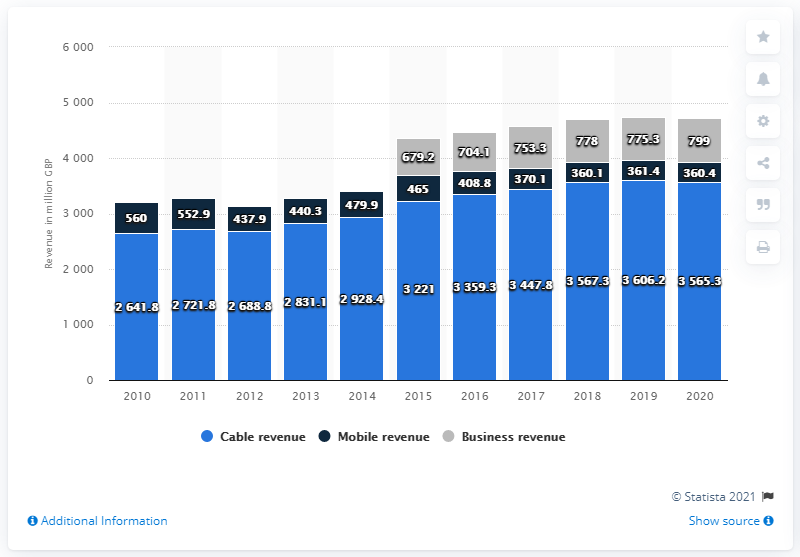 6 000
5 000
4 000
3 000
2 000
1 000
0
Revenue in million GBP
679.2 704.1 753.3 778 775.3 799
560 552.9 437.9 440.3 479.9 465 408.8 370.1 360.1 361.4 360.4
2 641.8 2 721.8 2 688.8 2 831.1 2 928.4 3 221 3 359.3 3 447.8 3 567.3 3 606.2 3 565.3
2010 2011 2012 2013 2014 2015 2016 2017 2018 2019 2020
Cable revenue Mobile revenue Business revenue
© Statista 2021
Additional Information Show source